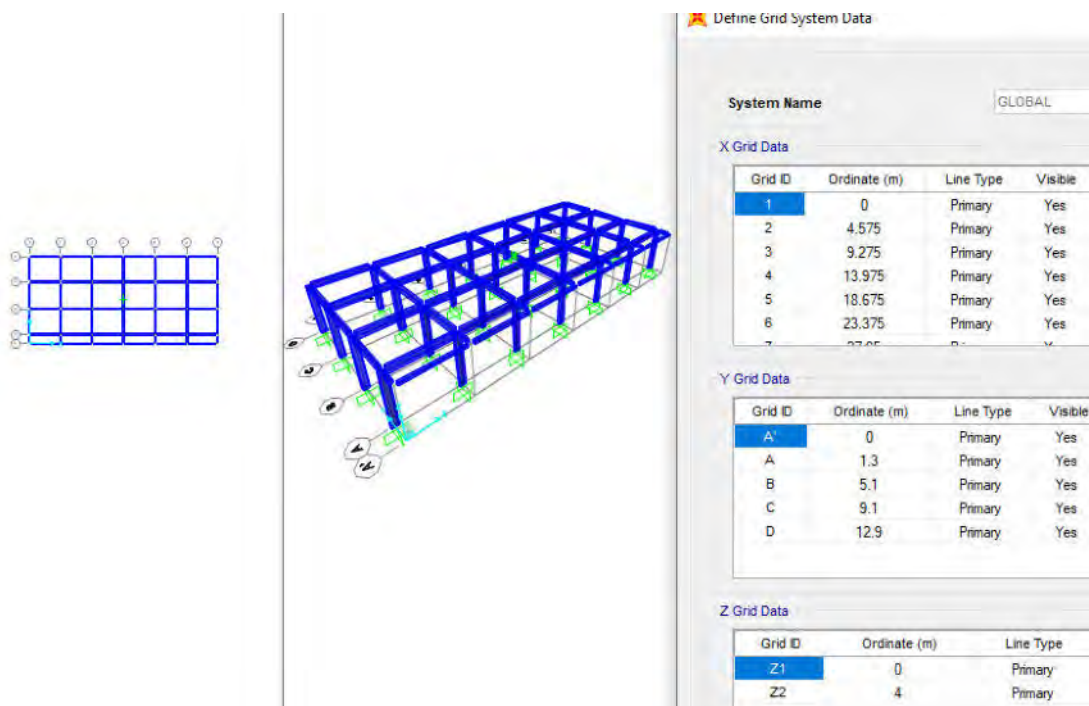 Define Grid System Data
System Name GLOBAL
X Grid Data
Grid ID Ordinate (m) Line Type Visible
1 0 Primary Yes
2 4.575 Primary Yes
3 9.275 Primary Yes
4 13.975 Primary Yes
5 18.675 Primary Yes
6 23.375 Primary Yes
Y Grid Data
Grid ID Ordinate (m) Line Type Visible
A' 0 Primary Yes
A 1.3 Primary Yes
B 5.1 Primary Yes
C 9.1 Primary Yes
D 12.9 Primary Yes
Z Grid Data
Grid ID Ordinate (m) Line Type
Z1 0 Primary
Z2 4 Primary
B
A
A'